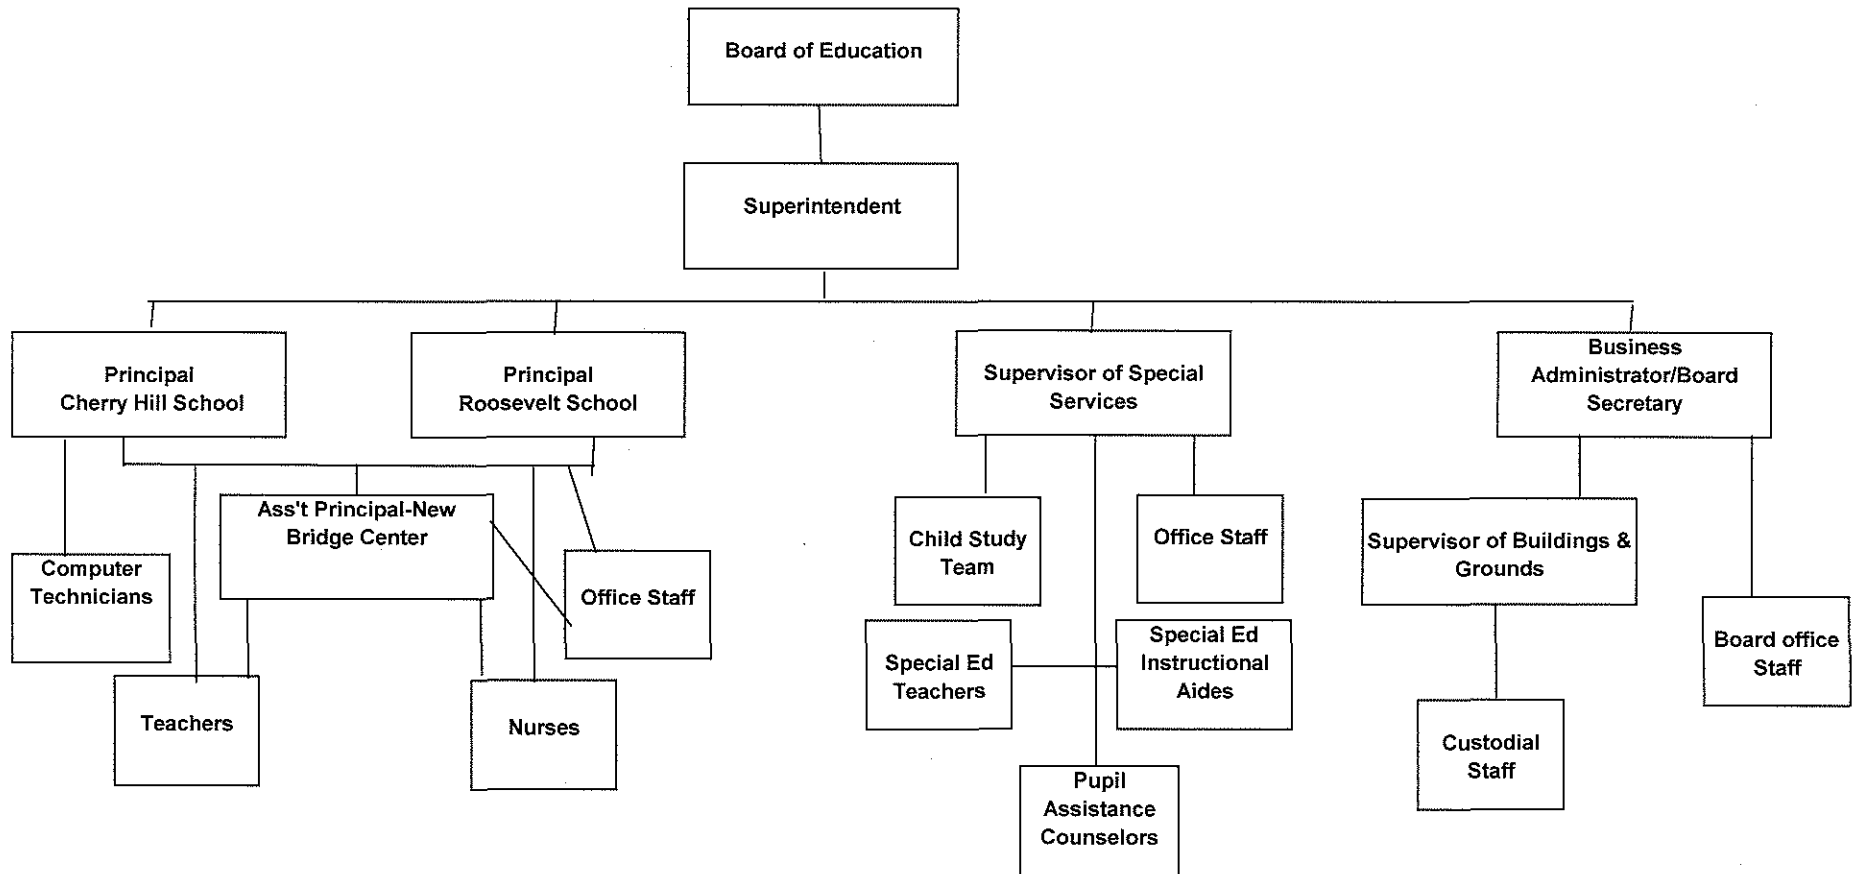 Board of Education
Superintendent
Principal
Cherry Hill School
Principal
Roosevelt School
Supervisor of Special
Services
Business
Administrator/Board
Secretary
Ass't Principal-New
Bridge Center
Computer
Technicians
Office Staff
Teachers
Nurses
Child Study
Team
Office Staff
Special Ed
Teachers
Special Ed
Instructional
Aides
Pupil
Assistance
Counselors
Supervisor of Buildings &
Grounds
Board office
Staff
Custodial
Staff